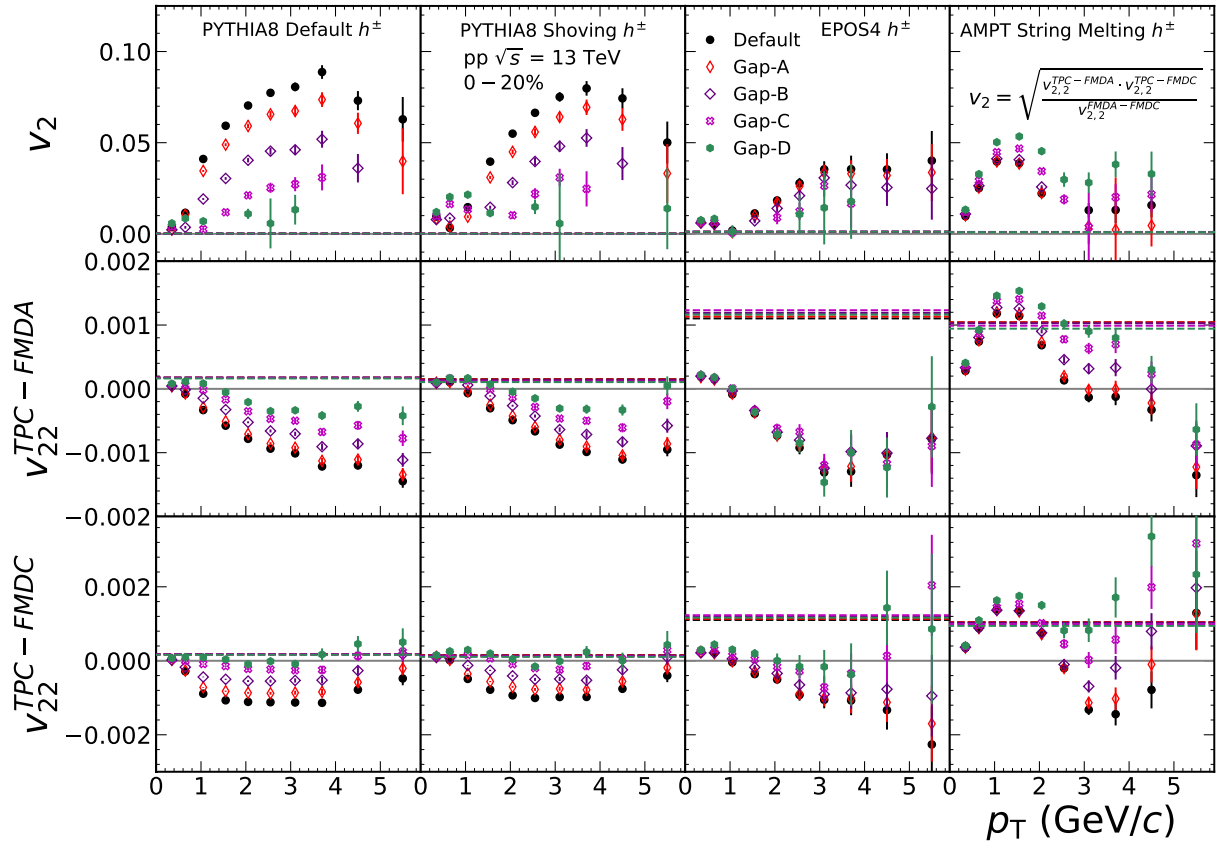 PYTHIA8 Default h±
PYTHIA8 Shoving h±
pp √s = 13 TeV
0 − 20%
EPOS4 h±
Default
Gap-A
Gap-B
Gap-C
Gap-D
AMPT String Melting h±
v₂ = √(v₂,₂^{TPC−FMDA} · v₂,₂^{TPC−FMDC} / v₂,₂^{FMDA−FMDC})
v₂
0.10
0.05
0.00
v₂₂^{TPC−FMDA}
0.002
0.001
0.000
−0.001
−0.002
v₂₂^{TPC−FMDC}
0.002
0.002
0.000
−0.002
0 1 2 3 4 5 0 1 2 3 4 5 0 1 2 3 4 5 0 1 2 3 4 5
p_T (GeV/c)